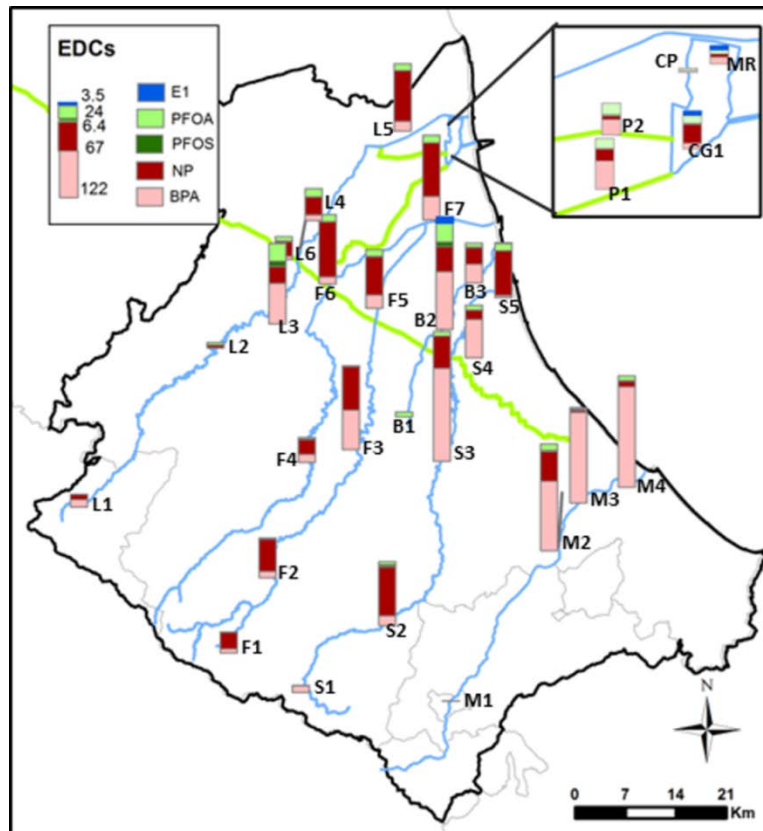 EDCs
3.5
24
6.4
67
122
E1
PFOA
PFOS
NP
BPA
CP
MR
P2
CG1
P1
L5
F7
L4
L6
F6
F5
B3
S5
L3
B2
L2
S4
B1
F3
S3
F4
L1
M4
M3
M2
F2
S2
F1
S1
M1
N
0 7 14 21
Km